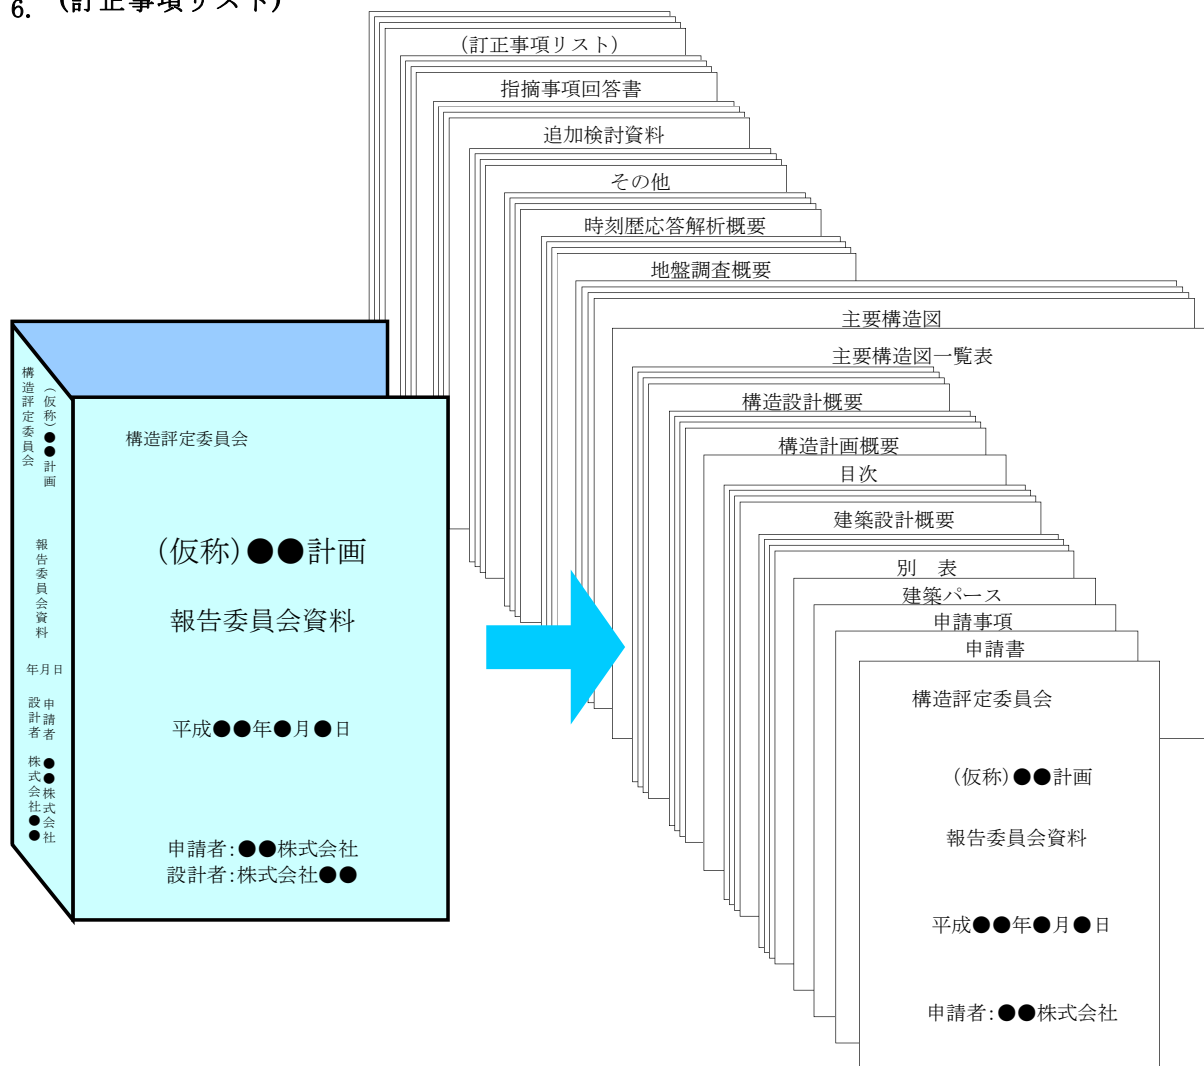 6. (訂正事項リスト)
(訂正事項リスト)
指摘事項回答書
追加検討資料
その他
時刻歴応答解析概要
地盤調査概要
主要構造図
主要構造図一覧表
構造設計概要
構造計画概要
目次
建築設計概要
別　表
建築パース
申請事項
申請書
構造評定委員会
(仮称)●●計画
報告委員会資料
平成●●年●月●日
申請者:●●株式会社
構造評定委員会
(仮称)●●計画
報告委員会資料
平成●●年●月●日
申請者:●●株式会社
設計者:株式会社●●
(仮称)●●計画
構造評定委員会
報告委員会資料
年月日
申請者　●●株式会社
設計者　株式会社●●